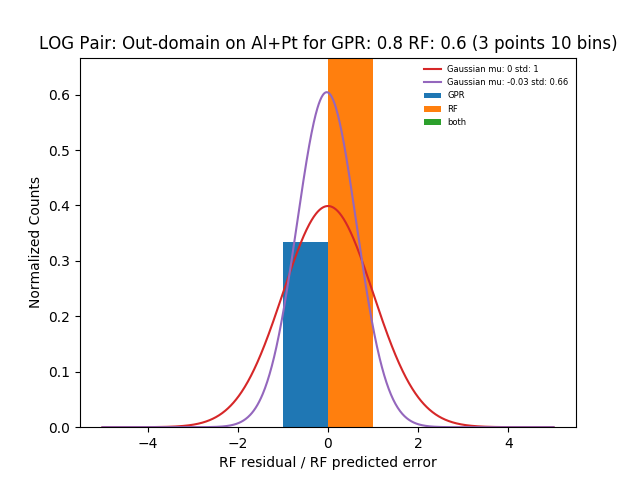 LOG Pair: Out-domain on Al+Pt for GPR: 0.8 RF: 0.6 (3 points 10 bins)
Gaussian mu: 0 std: 1
Gaussian mu: -0.03 std: 0.66
GPR
RF
both
Normalized Counts
0.6
0.5
0.4
0.3
0.2
0.1
0.0
−4
−2
0
2
4
RF residual / RF predicted error